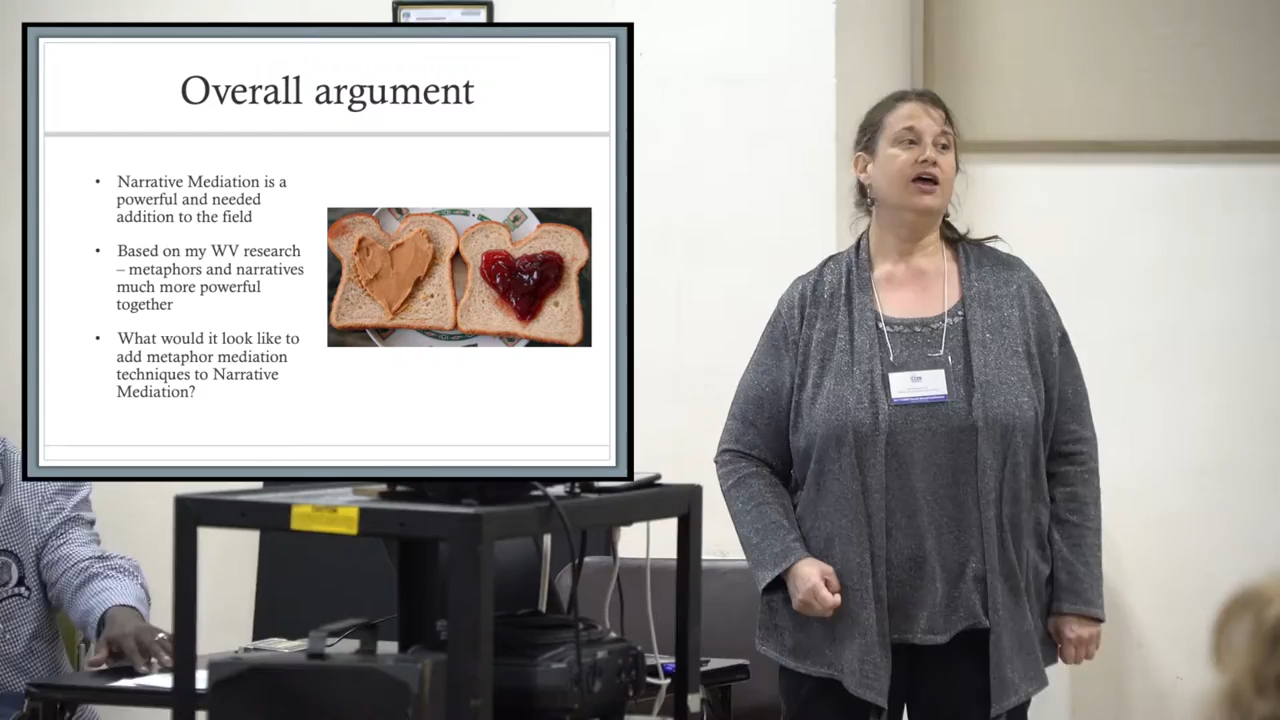 Overall argument
• Narrative Mediation is a
powerful and needed
addition to the field
• Based on my WV research
– metaphors and narratives
much more powerful
together
• What would it look like to
add metaphor mediation
techniques to Narrative
Mediation?